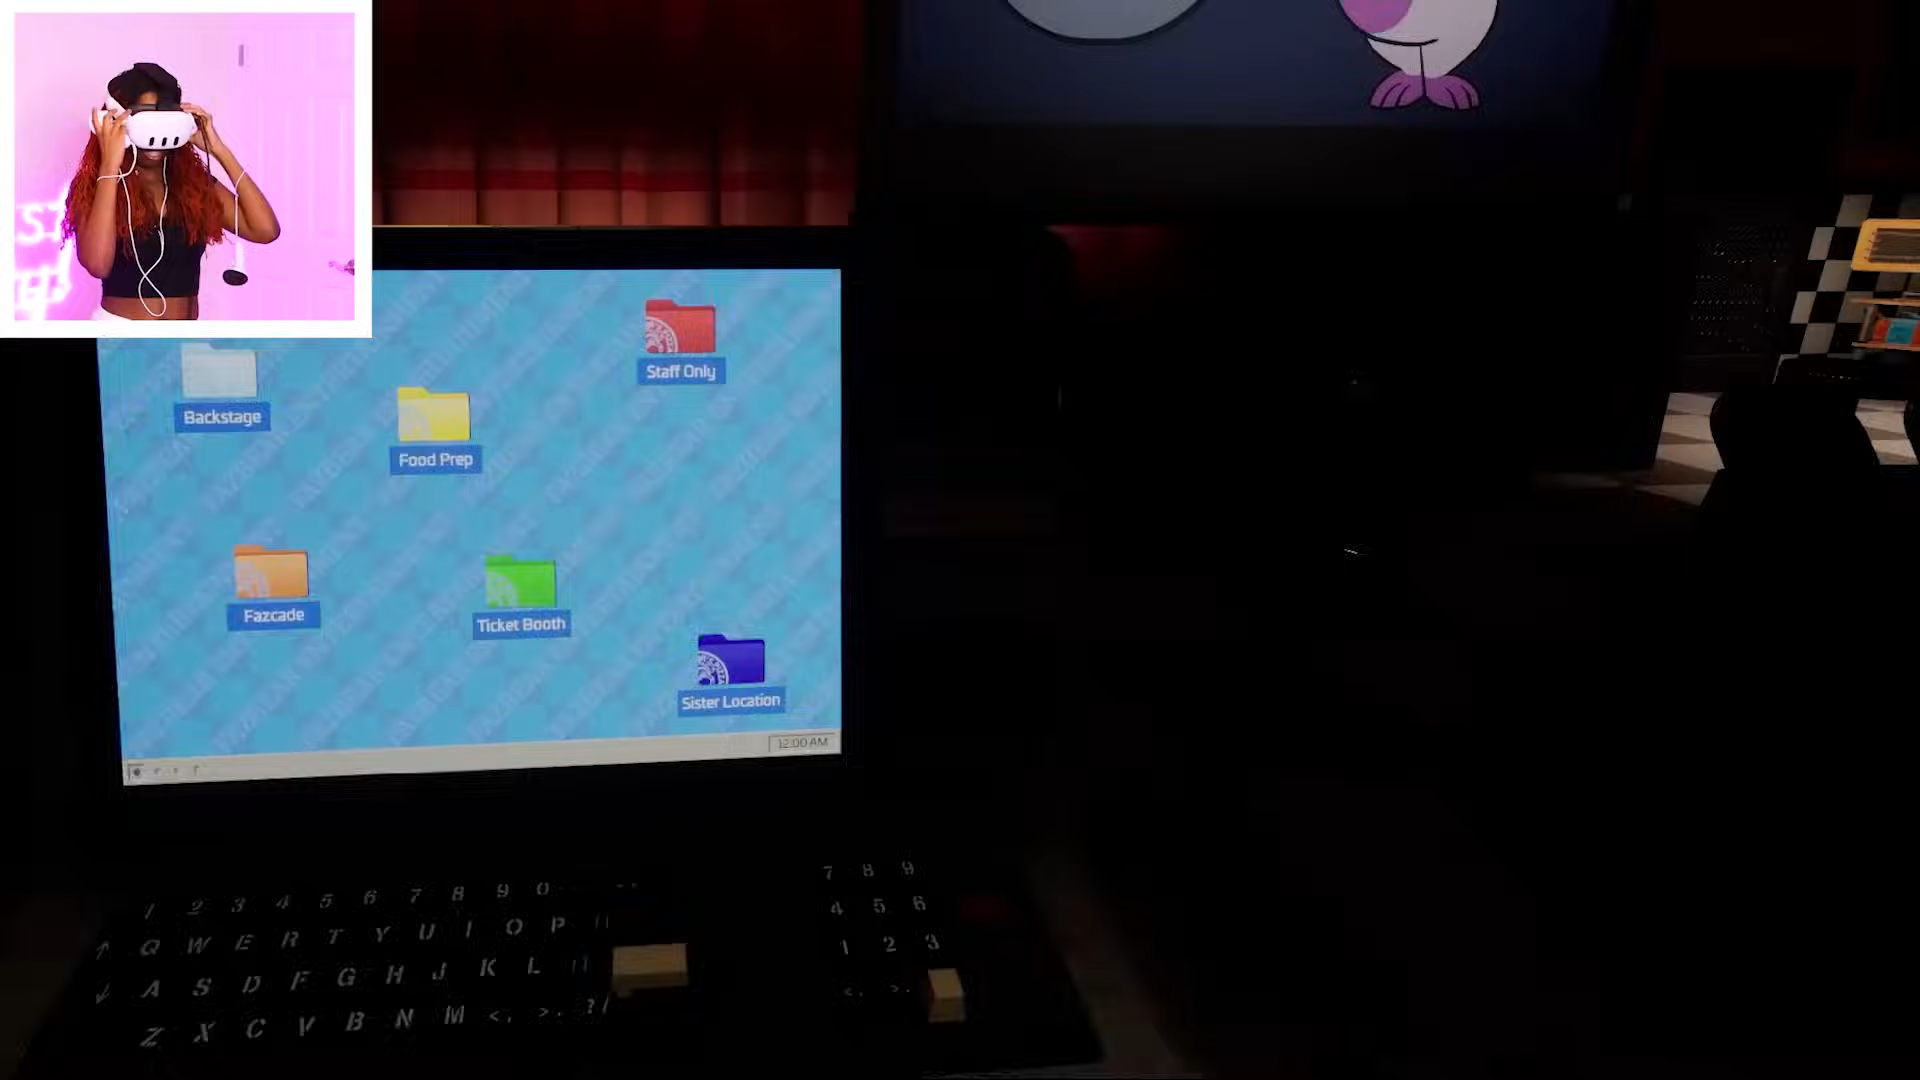 Staff Only
Backstage
Food Prep
Fazcade
Ticket Booth
Sister Location
12:00 AM
7 8 9
1 2 3 4 5 6 7 8 9 0
4 5 6
Q W E R T Y U I O P
1 2 3
A S D F G H J K L
Z X C V B N M <, >. ?/
<, >.